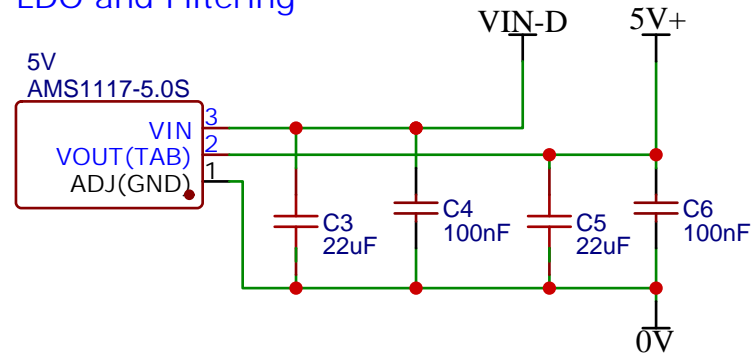 LDO and Filtering
VIN-D
5V+
5V
AMS1117-5.0S
VIN 3
VOUT(TAB) 2
ADJ(GND) 1
C3
22uF
C4
100nF
C5
22uF
C6
100nF
0V